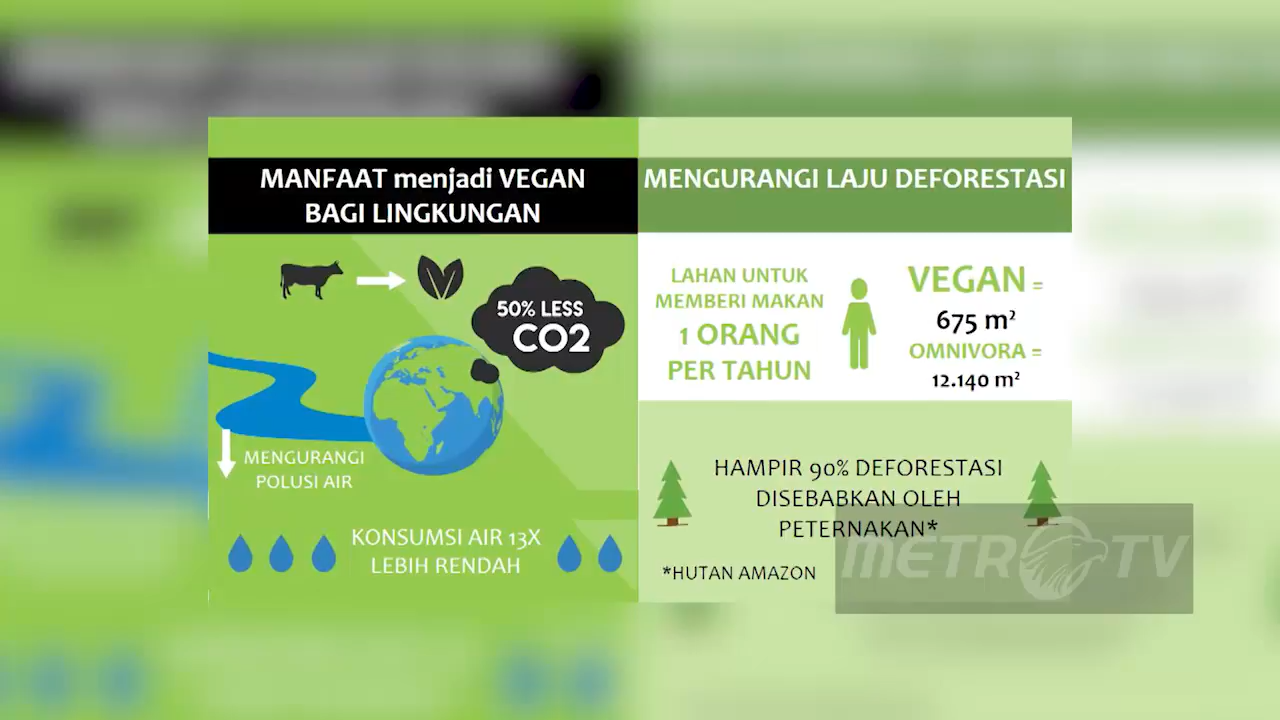 MANFAAT menjadi VEGAN
BAGI LINGKUNGAN
50% LESS
CO2
MENGURANGI
POLUSI AIR
KONSUMSI AIR 13X
LEBIH RENDAH
MENGURANGI LAJU DEFORESTASI
LAHAN UNTUK
MEMBERI MAKAN
1 ORANG
PER TAHUN
VEGAN =
675 m²
OMNIVORA =
12.140 m²
HAMPIR 90% DEFORESTASI
DISEBABKAN OLEH
PETERNAKAN*
*HUTAN AMAZON
METRO TV